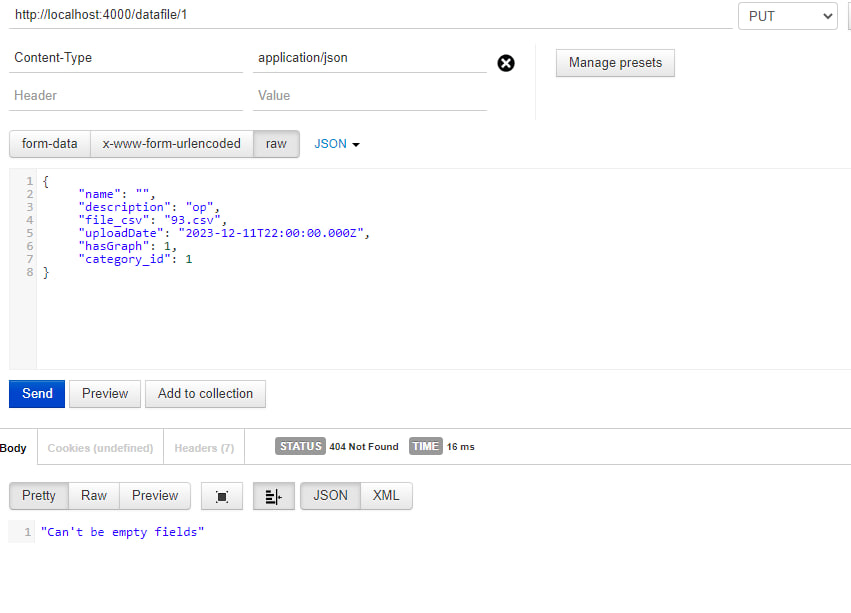 http://localhost:4000/datafile/1 PUT
Content-Type application/json
Manage presets
Header Value
form-data x-www-form-urlencoded raw JSON
1 {
2 "name": "",
3 "description": "op",
4 "file_csv": "93.csv",
5 "uploadDate": "2023-12-11T22:00:00.000Z",
6 "hasGraph": 1,
7 "category_id": 1
8 }
Send Preview Add to collection
Body Cookies (undefined) Headers (7) STATUS 404 Not Found TIME 16 ms
Pretty Raw Preview JSON XML
1 "Can't be empty fields"